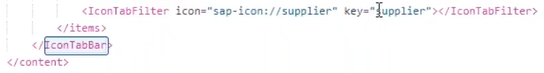 <IconTabFilter icon="sap-icon://supplier" key="supplier"></IconTabFilter>
</items>
</IconTabBar>
</content>